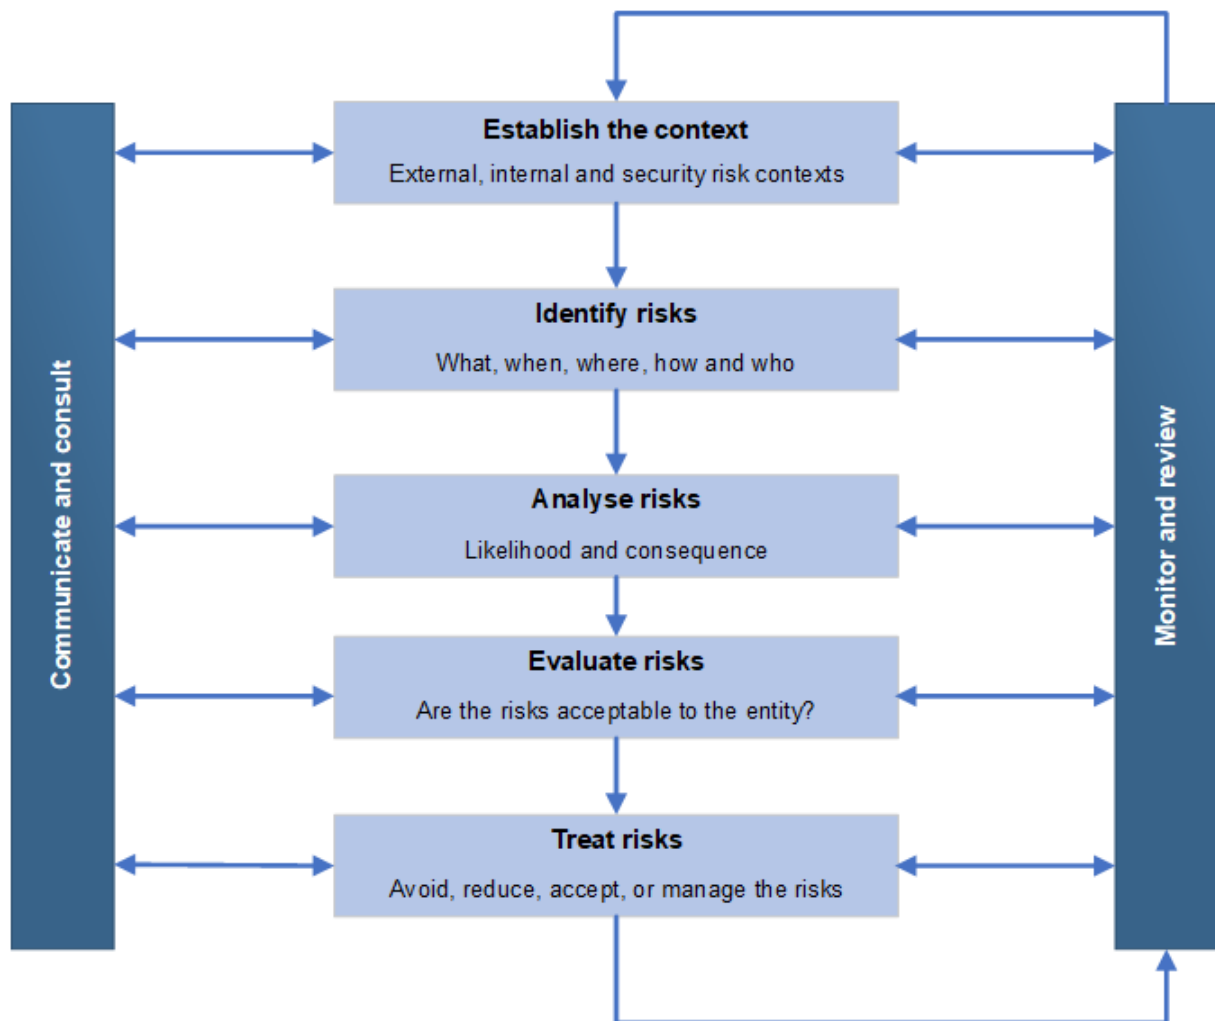 Communicate and consult
Establish the context
External, internal and security risk contexts
Identify risks
What, when, where, how and who
Analyse risks
Likelihood and consequence
Evaluate risks
Are the risks acceptable to the entity?
Treat risks
Avoid, reduce, accept, or manage the risks
Monitor and review